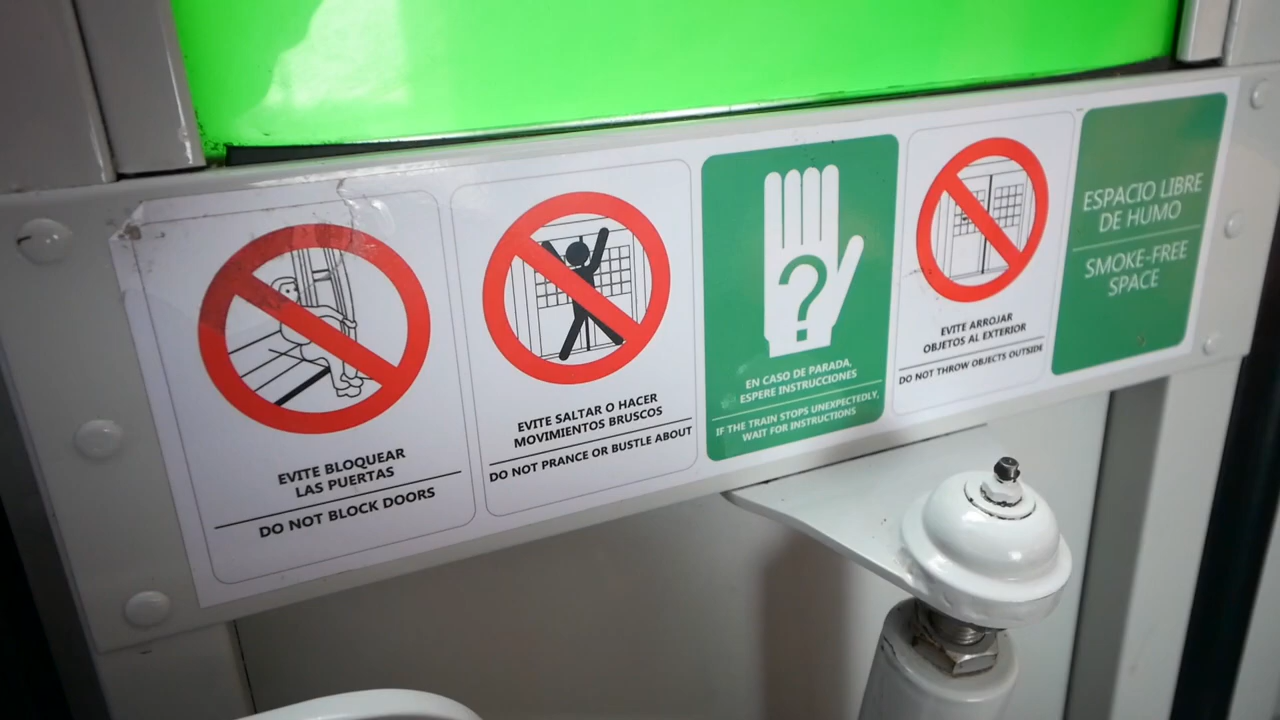 EVITE BLOQUEAR
LAS PUERTAS
DO NOT BLOCK DOORS
EVITE SALTAR O HACER
MOVIMIENTOS BRUSCOS
DO NOT PRANCE OR BUSTLE ABOUT
?
EN CASO DE PARADA,
ESPERE INSTRUCCIONES
IF THE TRAIN STOPS UNEXPECTEDLY,
WAIT FOR INSTRUCTIONS
EVITE ARROJAR
OBJETOS AL EXTERIOR
DO NOT THROW OBJECTS OUTSIDE
ESPACIO LIBRE
DE HUMO
SMOKE-FREE
SPACE